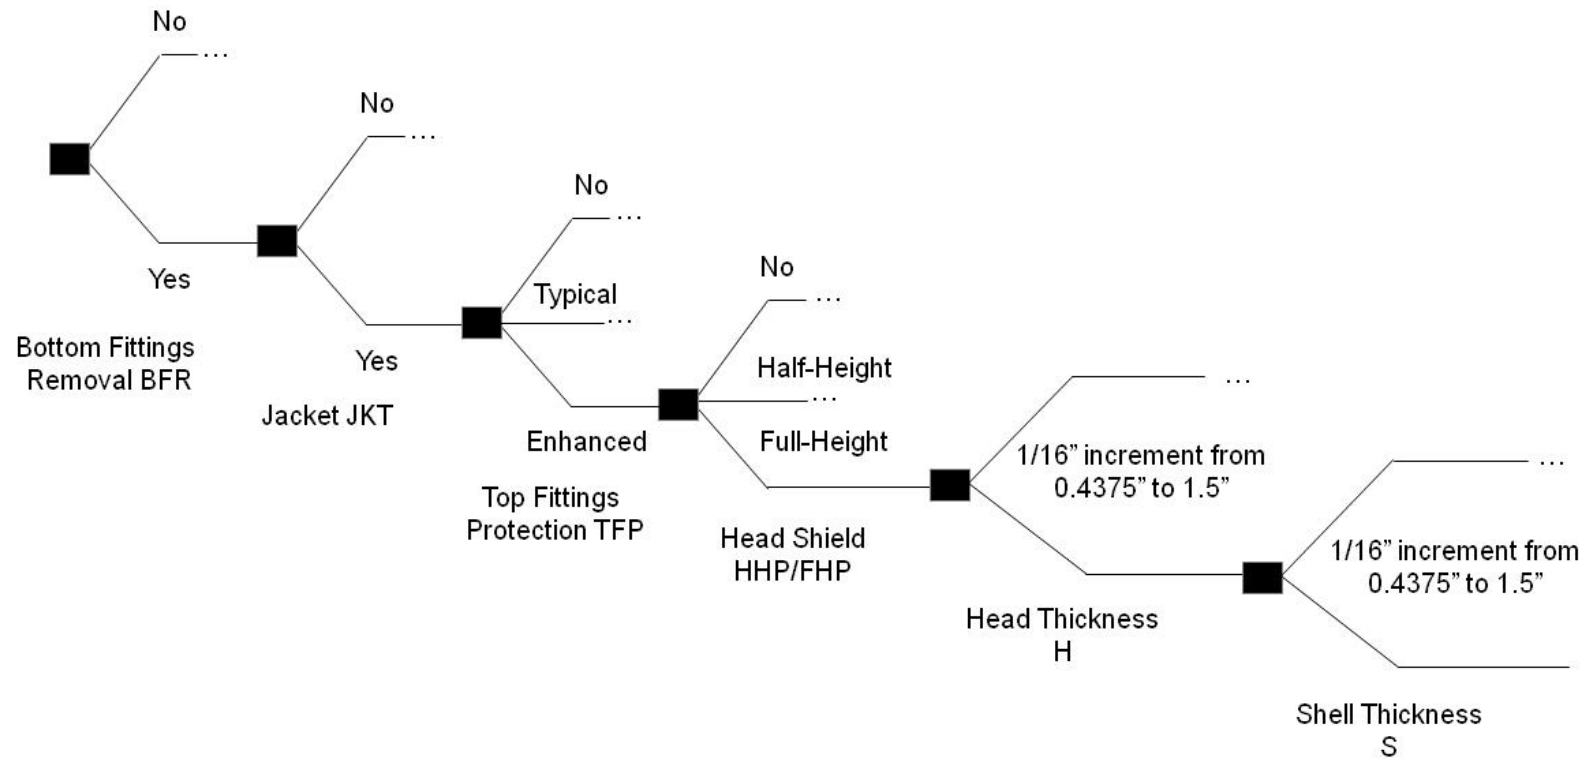 No
...
No
...
Yes
No
...
Bottom Fittings
Removal BFR
Typical
...
Yes
Jacket JKT
No
...
Half-Height
...
Enhanced
Full-Height
Top Fittings
Protection TFP
Head Shield
HHP/FHP
...
1/16” increment from
0.4375” to 1.5”
Head Thickness
H
...
1/16” increment from
0.4375” to 1.5”
Shell Thickness
S